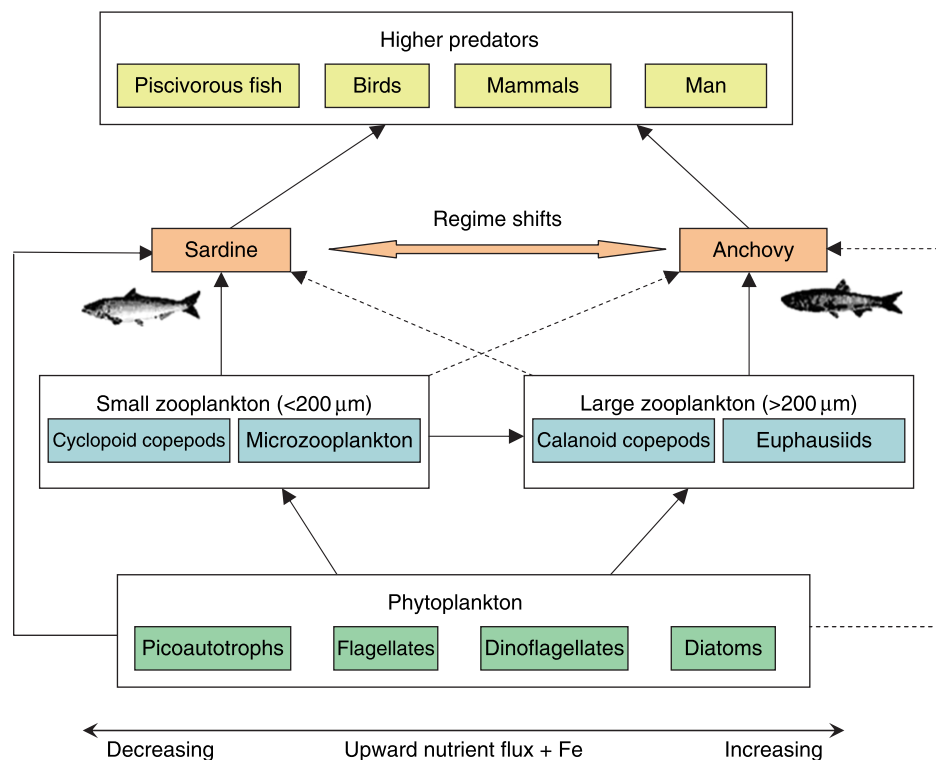 Higher predators
Piscivorous fish Birds Mammals Man
Regime shifts
Sardine Anchovy
Small zooplankton (<200 µm) Large zooplankton (>200 µm)
Cyclopoid copepods Microzooplankton Calanoid copepods Euphausiids
Phytoplankton
Picoautotrophs Flagellates Dinoflagellates Diatoms
Decreasing Upward nutrient flux + Fe Increasing